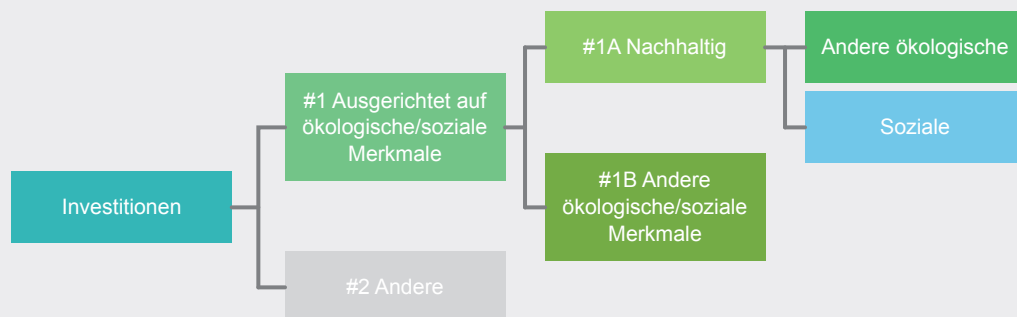 Investitionen
#1 Ausgerichtet auf
ökologische/soziale
Merkmale
#2 Andere
#1A Nachhaltig
#1B Andere
ökologische/soziale
Merkmale
Andere ökologische
Soziale